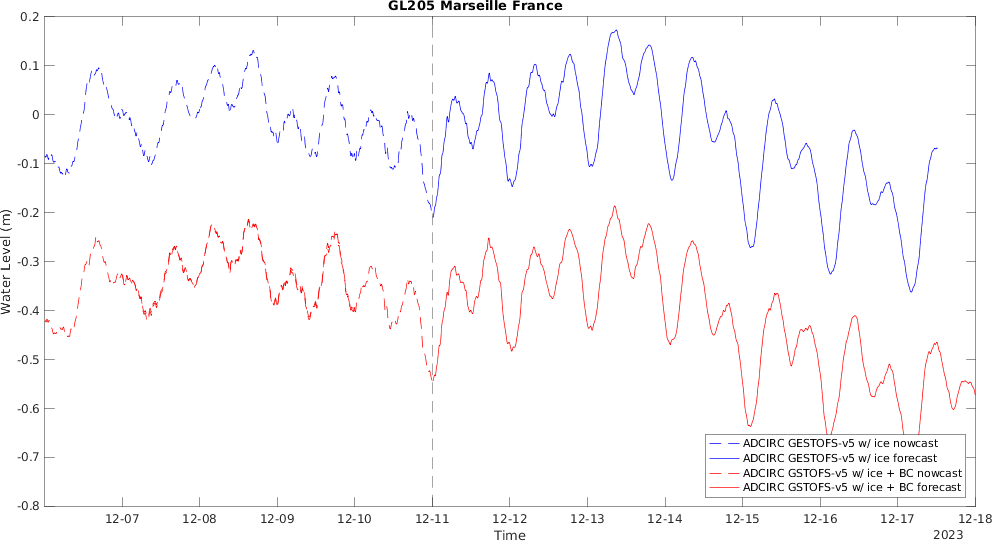 GL205 Marseille France
0.2
0.1
0
-0.1
-0.2
-0.3
-0.4
-0.5
-0.6
-0.7
-0.8
Water Level (m)
ADCIRC GESTOFS-v5 w/ ice nowcast
ADCIRC GESTOFS-v5 w/ ice forecast
ADCIRC GSTOFS-v5 w/ ice + BC nowcast
ADCIRC GSTOFS-v5 w/ ice + BC forecast
12-07 12-08 12-09 12-10 12-11 12-12 12-13 12-14 12-15 12-16 12-17 12-18
Time
2023